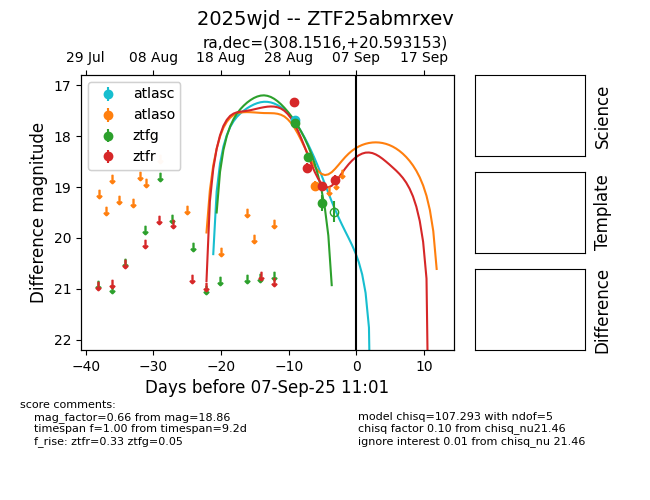 2025wjd -- ZTF25abmrxev
ra,dec=(308.1516,+20.593153)
29 Jul 08 Aug 18 Aug 28 Aug 07 Sep 17 Sep
17
18
19
20
21
22
Difference magnitude
atlasc
atlaso
ztfg
ztfr
−40 −30 −20 −10 0 10
Days before 07-Sep-25 11:01
Science
Template
Difference
score comments:
mag_factor=0.66 from mag=18.86
timespan f=1.00 from timespan=9.2d
f_rise: ztfr=0.33 ztfg=0.05
model chisq=107.293 with ndof=5
chisq factor 0.10 from chisq_nu21.46
ignore interest 0.01 from chisq_nu 21.46